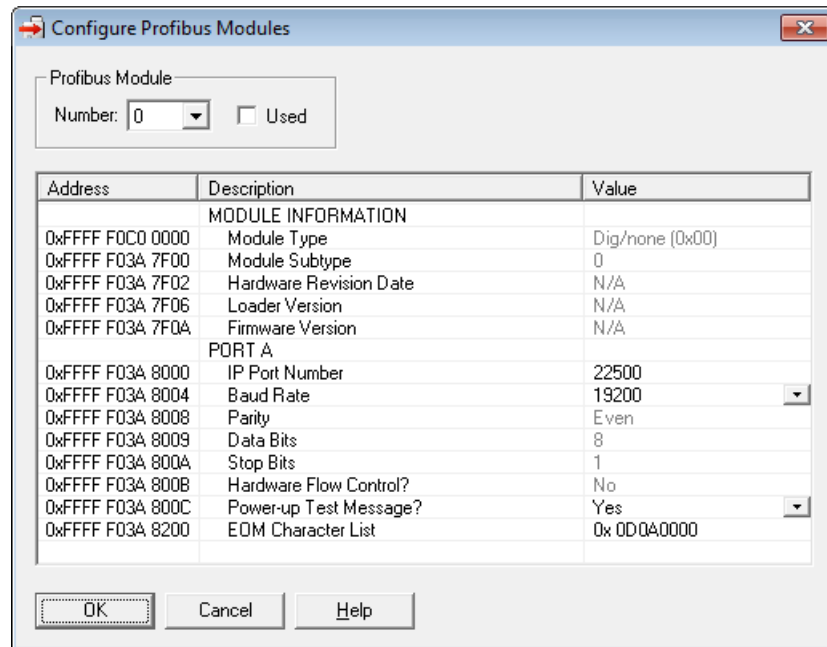 Configure Profibus Modules
Profibus Module
Number: 0 Used
Address Description Value
MODULE INFORMATION
0xFFFF F0C0 0000 Module Type Dig/none (0x00)
0xFFFF F03A 7F00 Module Subtype 0
0xFFFF F03A 7F02 Hardware Revision Date N/A
0xFFFF F03A 7F06 Loader Version N/A
0xFFFF F03A 7F0A Firmware Version N/A
PORT A
0xFFFF F03A 8000 IP Port Number 22500
0xFFFF F03A 8004 Baud Rate 19200
0xFFFF F03A 8008 Parity Even
0xFFFF F03A 8009 Data Bits 8
0xFFFF F03A 800A Stop Bits 1
0xFFFF F03A 800B Hardware Flow Control? No
0xFFFF F03A 800C Power-up Test Message? Yes
0xFFFF F03A 8200 EOM Character List 0x 0D0A0000
OK Cancel Help